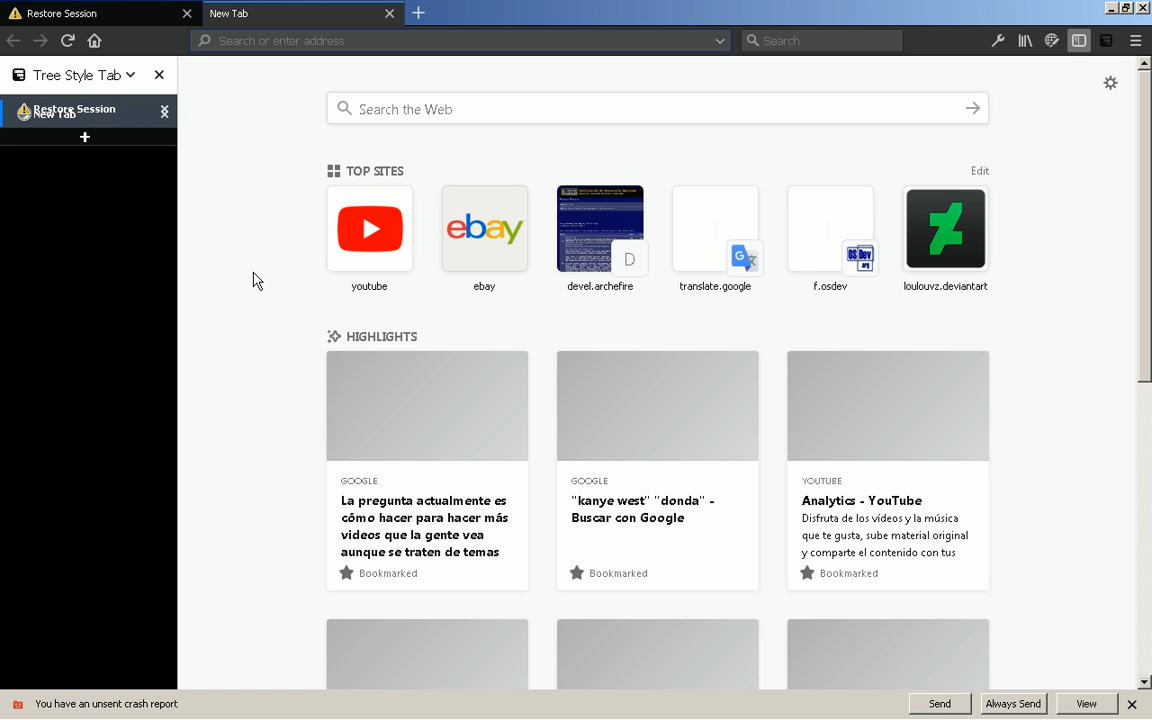 Restore Session
New Tab
Search or enter address
Search
Tree Style Tab
Restore Session
New Tab
+
Search the Web
TOP SITES
Edit
ebay
D
G
OS Dev
.org
youtube
ebay
devel.archefire
translate.google
f.osdev
loulouvz.deviantart
HIGHLIGHTS
GOOGLE
La pregunta actualmente es
cómo hacer para hacer más
videos que la gente vea
aunque se traten de temas
Bookmarked
GOOGLE
"kanye west" "donda" -
Buscar con Google
Bookmarked
YOUTUBE
Analytics - YouTube
Disfruta de los vídeos y la música
que te gusta, sube material original
y comparte el contenido con tus
Bookmarked
You have an unsent crash report
Send
Always Send
View